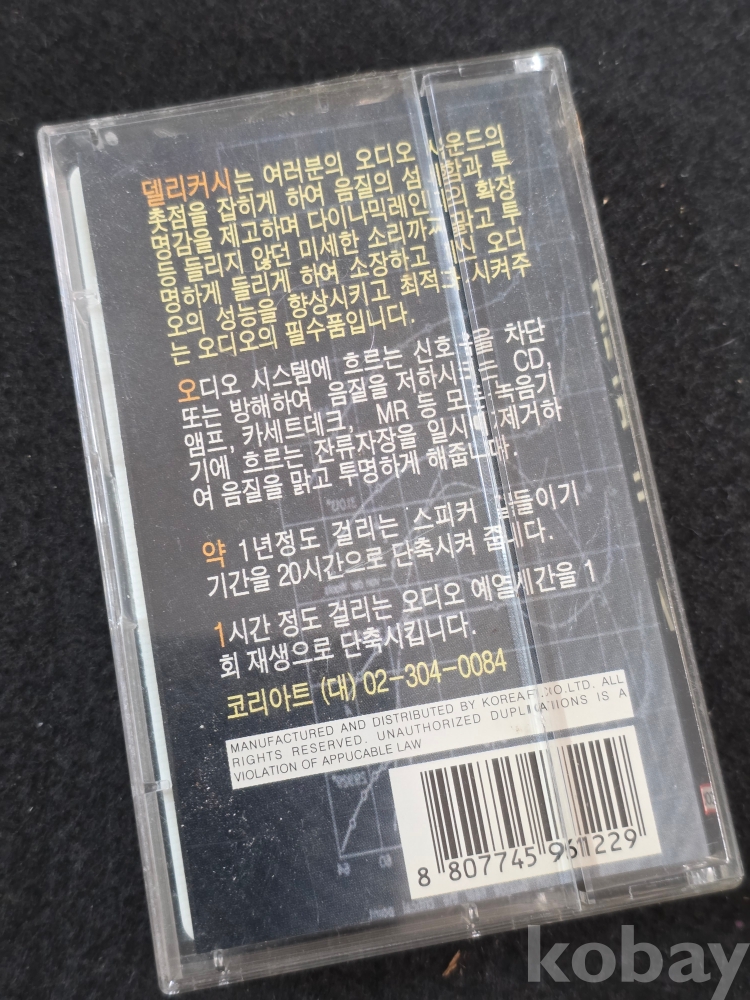 델리커시는 여러분의 오디오 사운드의
촛점을 잡히게 하여 음질의 섬 과 투
명감을 제고하며 다이나믹레인 의 확장
등 들리지 않던 미세한 소리까지 맑고 투
명하게 들리게 하여 소장하고 계신 오디
오의 성능을 향상시키고 최적화 시켜주
는 오디오의 필수품입니다.
오디오 시스템에 흐르는 신호 을 차단
또는 방해하여 음질을 저하시키는 CD,
앰프, 카세트데크, MR 등 모든 녹음기
기에 흐르는 잔류자장을 일시에 제거하
여 음질을 맑고 투명하게 해줍니다.
약 1년정도 걸리는 스피커 길들이기
기간을 20시간으로 단축시켜 줍니다.
1시간 정도 걸리는 오디오 예열 간을 1
회 재생으로 단축시킵니다.
코리아트 (대) 02-304-0084
MANUFACTURED AND DISTRIBUTED BY CO.LTD. ALL
RIGHTS RESERVED. UNAUTHORIZED IS A
VIOLATION OF APPUCABLE LAW
8 807745 961229
kobay